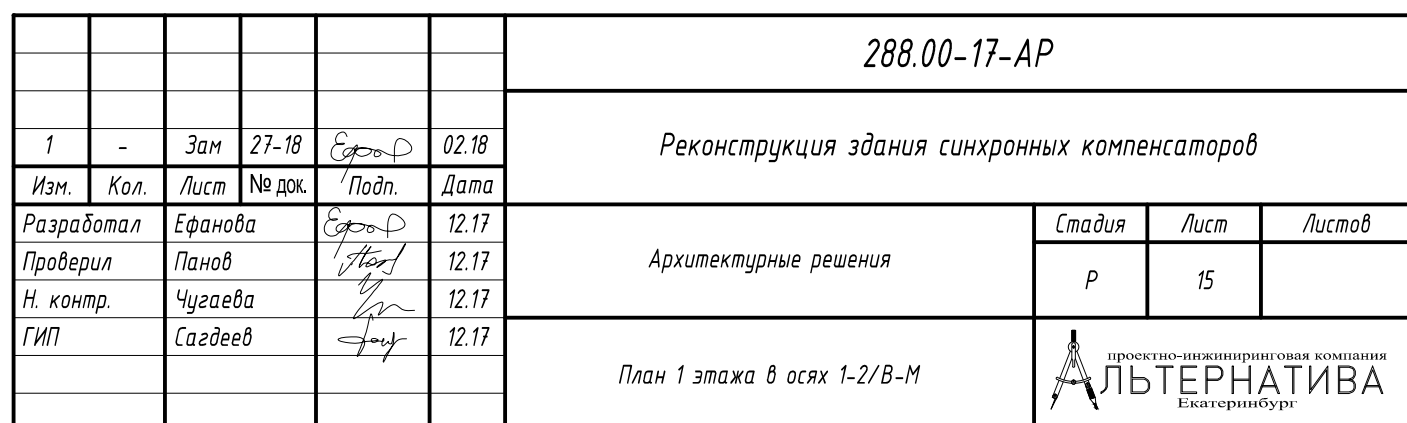 288.00-17-АР
Реконструкция здания синхронных компенсаторов
1 - Зам 27-18 02.18
Изм. Кол. Лист № док. Подп. Дата
Разработал Ефанова 12.17
Проверил Панов 12.17
Н. контр. Чугаева 12.17
ГИП Сагдеев 12.17
Архитектурные решения
Стадия Лист Листов
Р 15
План 1 этажа в осях 1-2/В-М
проектно-инжиниринговая компания
АЛЬТЕРНАТИВА
Екатеринбург